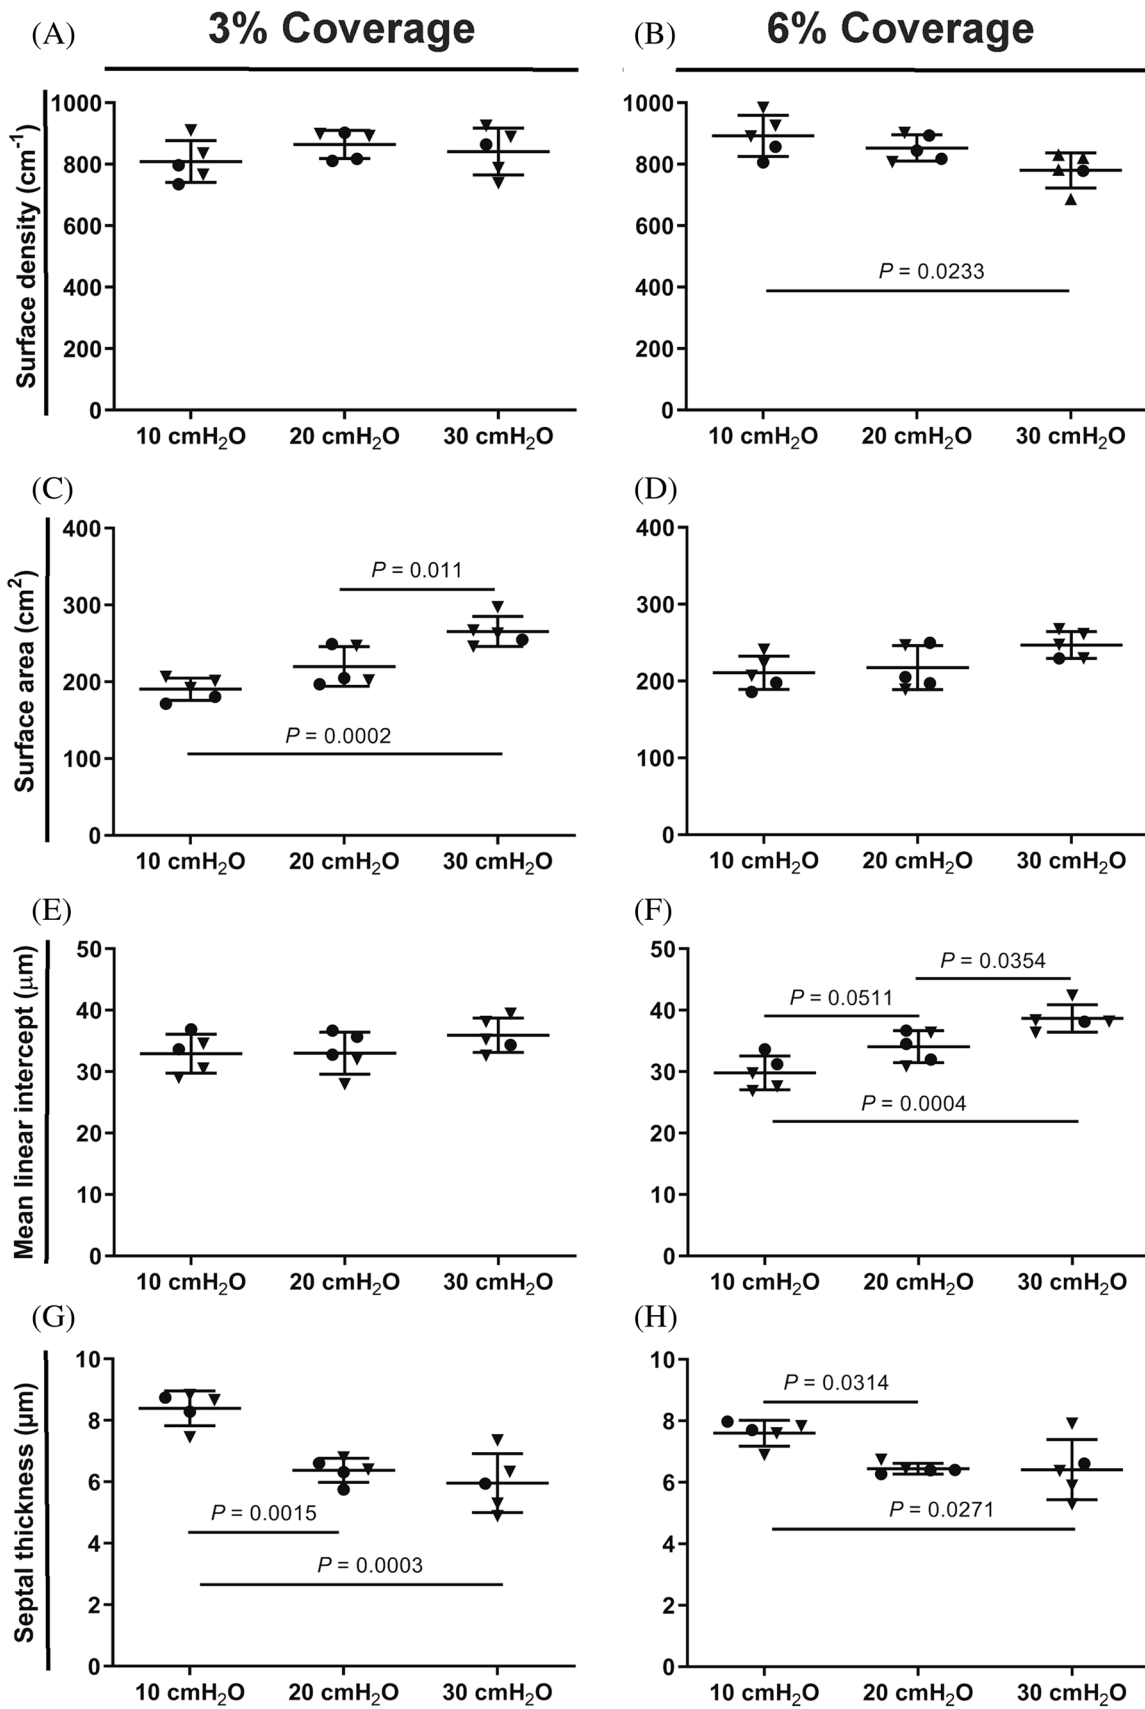 (A) 3% Coverage
(B) 6% Coverage
Surface density (cm⁻¹)
1000
800
600
400
200
0
10 cmH₂O 20 cmH₂O 30 cmH₂O
1000
800
600
400
200
0
P = 0.0233
10 cmH₂O 20 cmH₂O 30 cmH₂O
(C)
Surface area (cm²)
400
300
200
100
0
P = 0.011
P = 0.0002
10 cmH₂O 20 cmH₂O 30 cmH₂O
(D)
400
300
200
100
0
10 cmH₂O 20 cmH₂O 30 cmH₂O
(E)
Mean linear intercept (µm)
50
40
30
20
10
0
10 cmH₂O 20 cmH₂O 30 cmH₂O
(F)
50
40
30
20
10
0
P = 0.0354
P = 0.0511
P = 0.0004
10 cmH₂O 20 cmH₂O 30 cmH₂O
(G)
Septal thickness (µm)
10
8
6
4
2
0
P = 0.0015
P = 0.0003
10 cmH₂O 20 cmH₂O 30 cmH₂O
(H)
10
8
6
4
2
0
P = 0.0314
P = 0.0271
10 cmH₂O 20 cmH₂O 30 cmH₂O